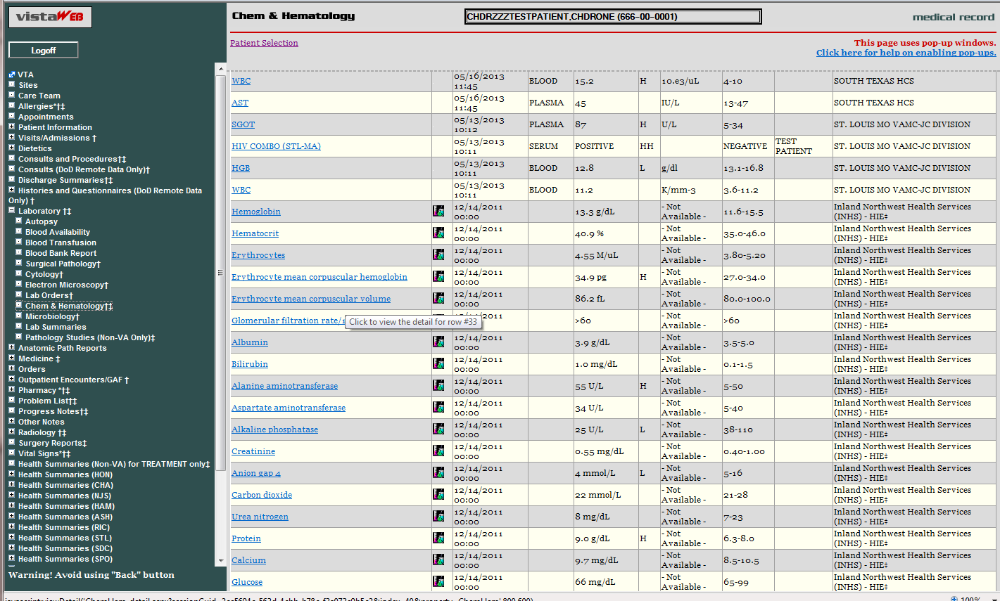 vistaWEB
Chem & Hematology
CHDRZZZTESTPATIENT,CHDRONE (666-00-0001)
medical record
Logoff
Patient Selection
This page uses pop-up windows.
Click here for help on enabling pop-ups.
VTA
Sites
Care Team
Allergies*†‡
Appointments
Patient Information
Visits/Admissions †
Dietetics
Consults and Procedures†‡
Consults (DoD Remote Data Only)†
Discharge Summaries†‡
Histories and Questionnaires (DoD Remote Data
Only) †
Laboratory †‡
Autopsy
Blood Availability
Blood Transfusion
Blood Bank Report
Surgical Pathology†
Cytology†
Electron Microscopy†
Lab Orders†
Chem & Hematology†‡
Microbiology†
Lab Summaries
Pathology Studies (Non-VA Only)‡
Anatomic Path Reports
Medicine ‡
Orders
Outpatient Encounters/GAF †
Pharmacy *†‡
Problem List†‡
Progress Notes†‡
Other Notes
Radiology †‡
Surgery Reports‡
Vital Signs*†‡
Health Summaries (Non-VA) for TREATMENT only‡
Health Summaries (HON)
Health Summaries (CHA)
Health Summaries (NJS)
Health Summaries (HAM)
Health Summaries (ASH)
Health Summaries (RIC)
Health Summaries (STL)
Health Summaries (SDC)
Health Summaries (SPO)
Warning! Avoid using "Back" button
WBC 05/16/2013 11:45 BLOOD 15.2 H 10.e3/uL 4-10 SOUTH TEXAS HCS
AST 05/16/2013 11:45 PLASMA 45 IU/L 13-47 SOUTH TEXAS HCS
SGOT 05/13/2013 10:12 PLASMA 87 H U/L 5-34 ST. LOUIS MO VAMC-JC DIVISION
HIV COMBO (STL-MA) 05/13/2013 10:11 SERUM POSITIVE HH NEGATIVE TEST PATIENT ST. LOUIS MO VAMC-JC DIVISION
HGB 05/13/2013 10:11 BLOOD 12.8 L g/dl 13.1-16.8 ST. LOUIS MO VAMC-JC DIVISION
WBC 05/13/2013 10:11 BLOOD 11.2 K/mm-3 3.6-11.2 ST. LOUIS MO VAMC-JC DIVISION
Hemoglobin 12/14/2011 00:00 13.3 g/dL - Not Available - 11.6-15.5 Inland Northwest Health Services (INHS) - HIE‡
Hematocrit 12/14/2011 00:00 40.9 % - Not Available - 35.0-46.0 Inland Northwest Health Services (INHS) - HIE‡
Erythrocytes 12/14/2011 00:00 4.55 M/uL - Not Available - 3.80-5.20 Inland Northwest Health Services (INHS) - HIE‡
Erythrocyte mean corpuscular hemoglobin 12/14/2011 00:00 34.9 pg H - Not Available - 27.0-34.0 Inland Northwest Health Services (INHS) - HIE‡
Erythrocyte mean corpuscular volume 12/14/2011 00:00 86.2 fL - Not Available - 80.0-100.0 Inland Northwest Health Services (INHS) - HIE‡
Glomerular filtration rate/ 00:00 >60 - Not Available - >60 Inland Northwest Health Services (INHS) - HIE‡
Click to view the detail for row #33
Albumin 12/14/2011 00:00 3.9 g/dL - Not Available - 3.5-5.0 Inland Northwest Health Services (INHS) - HIE‡
Bilirubin 12/14/2011 00:00 1.0 mg/dL - Not Available - 0.1-1.5 Inland Northwest Health Services (INHS) - HIE‡
Alanine aminotransferase 12/14/2011 00:00 55 U/L H - Not Available - 5-50 Inland Northwest Health Services (INHS) - HIE‡
Aspartate aminotransferase 12/14/2011 00:00 34 U/L - Not Available - 5-40 Inland Northwest Health Services (INHS) - HIE‡
Alkaline phosphatase 12/14/2011 00:00 25 U/L L - Not Available - 38-110 Inland Northwest Health Services (INHS) - HIE‡
Creatinine 12/14/2011 00:00 0.55 mg/dL - Not Available - 0.40-1.00 Inland Northwest Health Services (INHS) - HIE‡
Anion gap 4 12/14/2011 00:00 4 mmol/L L - Not Available - 5-16 Inland Northwest Health Services (INHS) - HIE‡
Carbon dioxide 12/14/2011 00:00 22 mmol/L - Not Available - 21-28 Inland Northwest Health Services (INHS) - HIE‡
Urea nitrogen 12/14/2011 00:00 8 mg/dL - Not Available - 7-23 Inland Northwest Health Services (INHS) - HIE‡
Protein 12/14/2011 00:00 9.0 g/dL H - Not Available - 6.3-8.0 Inland Northwest Health Services (INHS) - HIE‡
Calcium 12/14/2011 00:00 9.7 mg/dL - Not Available - 8.5-10.5 Inland Northwest Health Services (INHS) - HIE‡
Glucose 12/14/2011 00:00 66 mg/dL - Not Available - 65-99 Inland Northwest Health Services (INHS) - HIE‡
100%